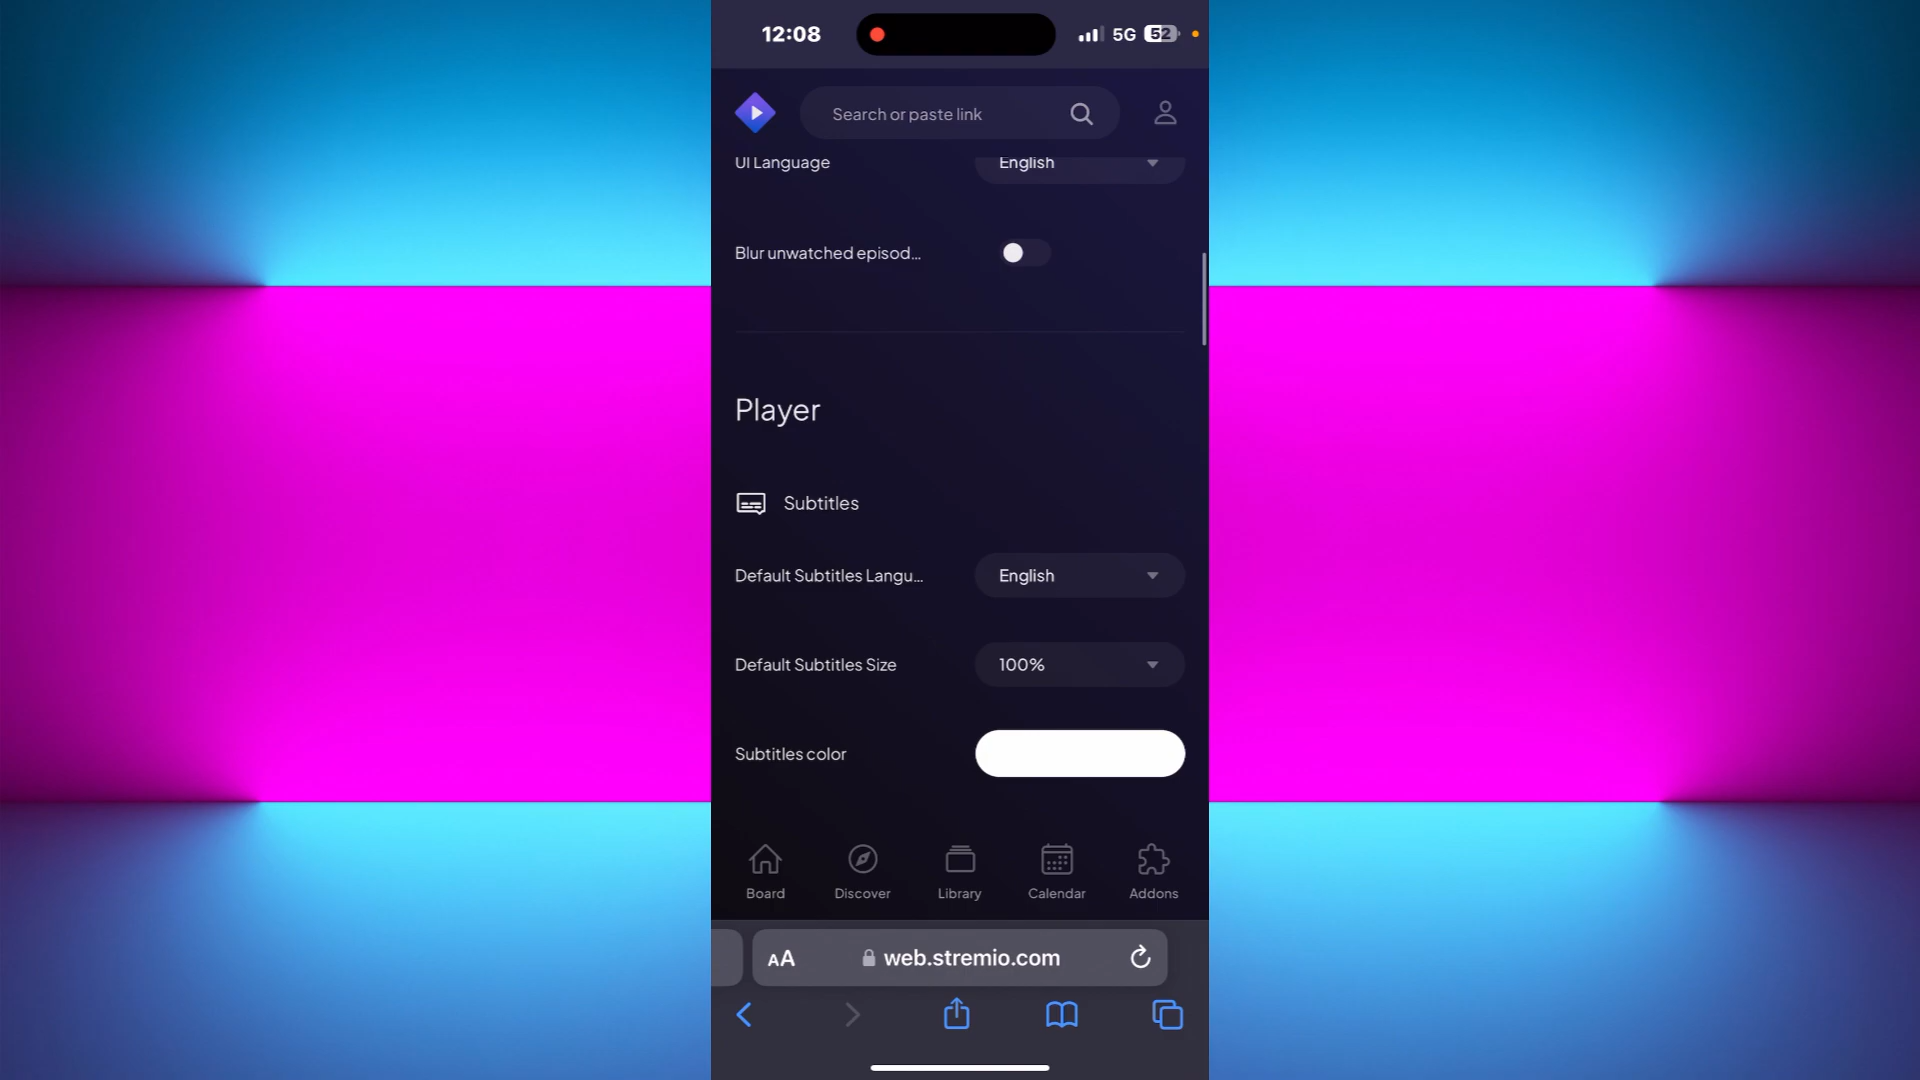 12:08
5G 52
Search or paste link
UI Language English
Blur unwatched episod...
Player
Subtitles
Default Subtitles Langu... English
Default Subtitles Size 100%
Subtitles color
Board Discover Library Calendar Addons
AA web.stremio.com